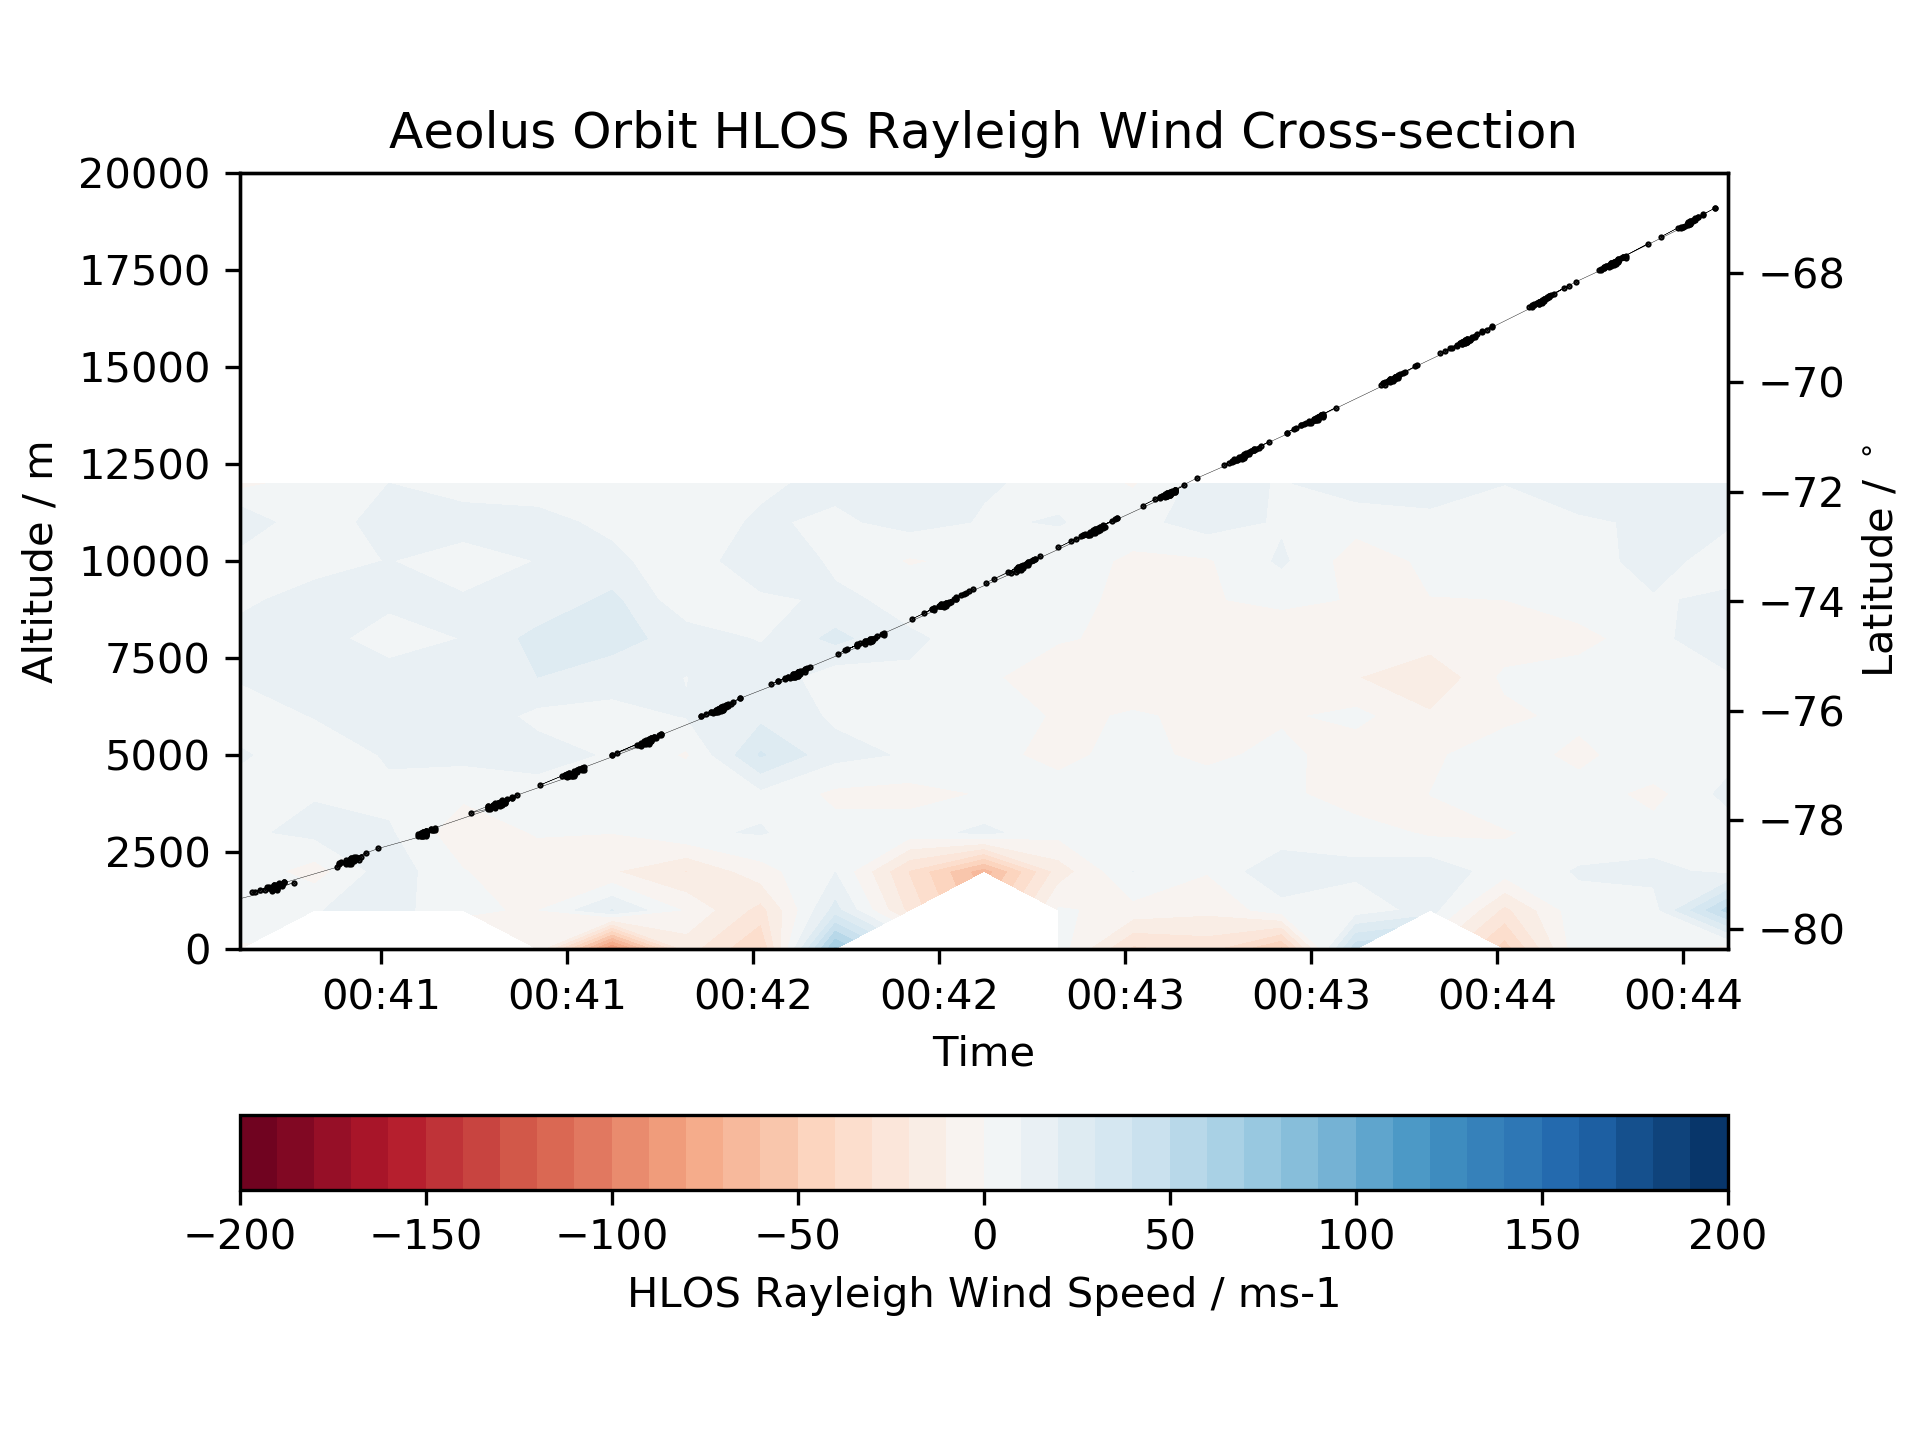 Aeolus Orbit HLOS Rayleigh Wind Cross-section
20000
17500
15000
12500
10000
7500
5000
2500
0
Altitude / m
−68
−70
−72
−74
−76
−78
−80
Latitude / °
00:41 00:41 00:42 00:42 00:43 00:43 00:44 00:44
Time
−200 −150 −100 −50 0 50 100 150 200
HLOS Rayleigh Wind Speed / ms-1